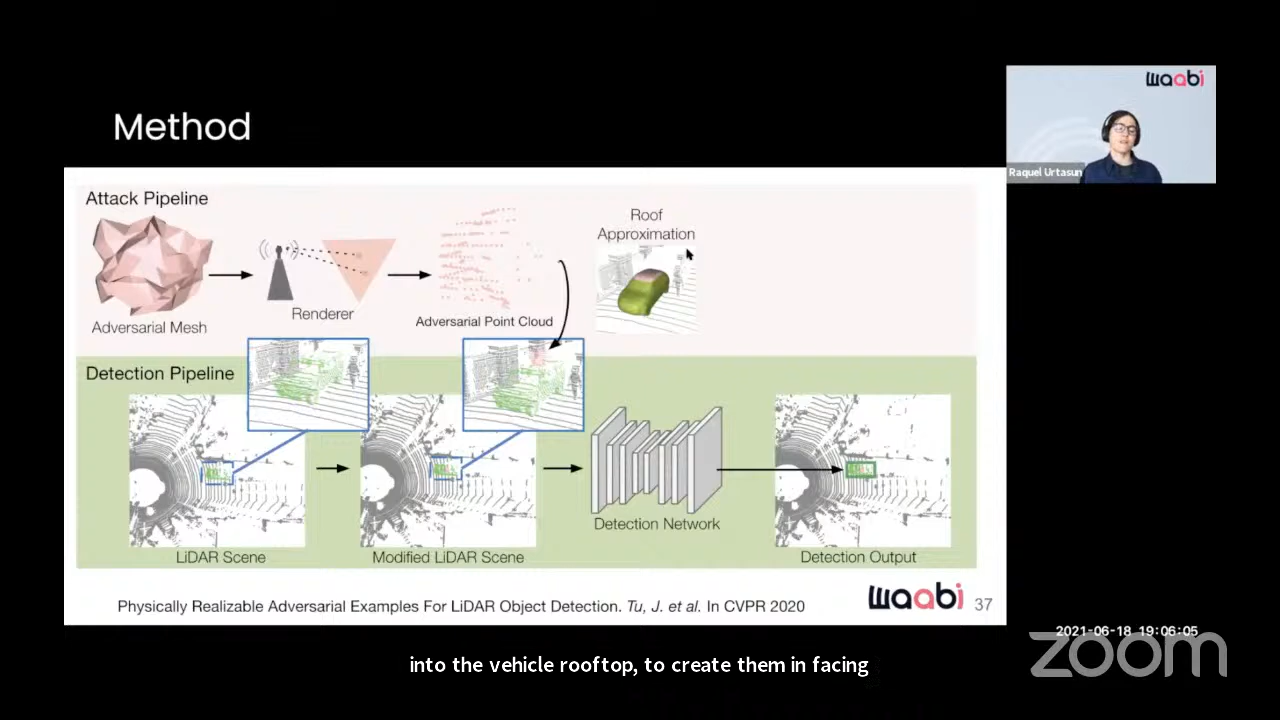 waabi
Raquel Urtasun
Method
Attack Pipeline
Roof
Approximation
Renderer
Adversarial Mesh
Adversarial Point Cloud
Detection Pipeline
Detection Network
LiDAR Scene
Modified LiDAR Scene
Detection Output
Physically Realizable Adversarial Examples For LiDAR Object Detection. Tu, J. et al. In CVPR 2020
waabi 37
2021-06-18 19:06:05
zoom
into the vehicle rooftop, to create them in facing